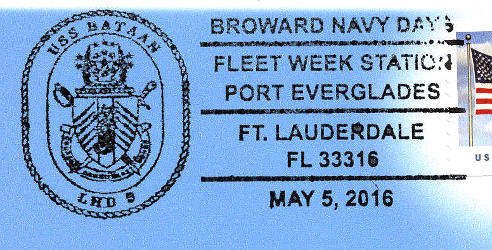 USS BATAAN
LHD 5
BROWARD NAVY DAYS
FLEET WEEK STATION
PORT EVERGLADES
FT. LAUDERDALE
FL 33316
MAY 5, 2016
US